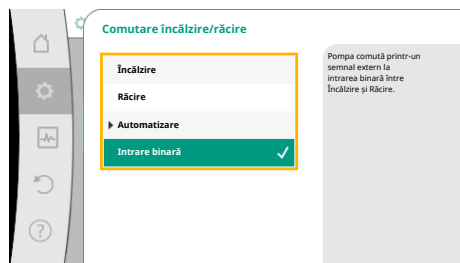 Comutare încălzire/răcire
Încălzire
Răcire
Automatizare
Intrare binară
Pompa comută printr-un
semnal extern la
intrarea binară între
Încălzire și Răcire.
?